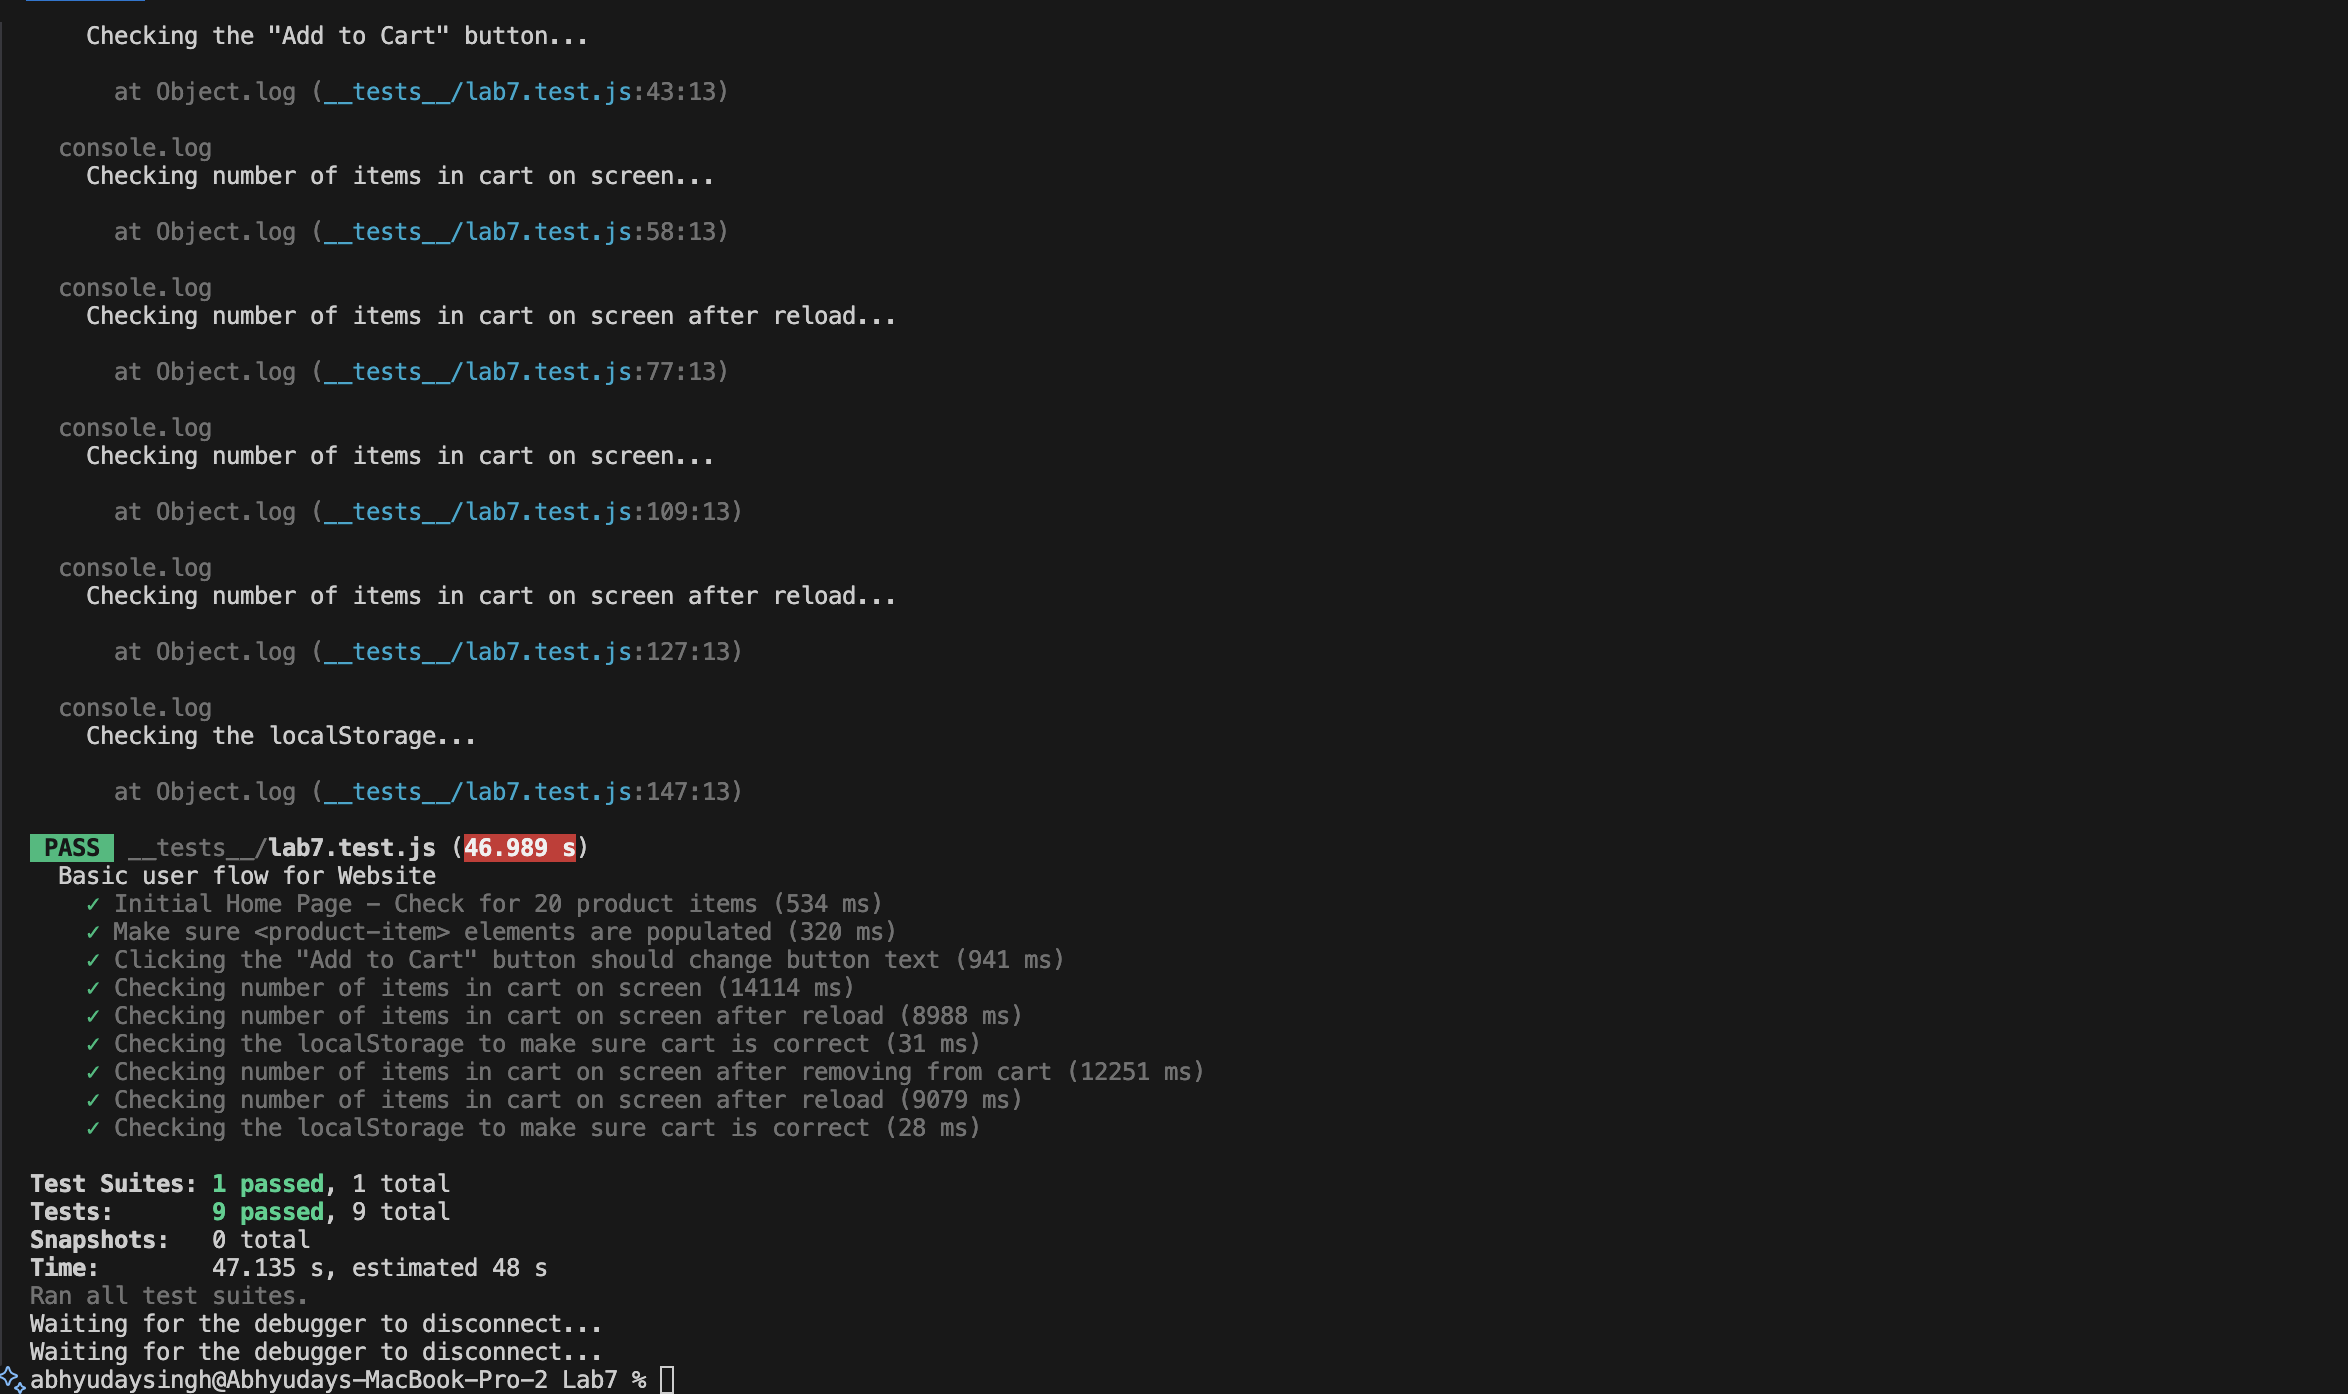 Checking the "Add to Cart" button...
at Object.log (__tests__/lab7.test.js:43:13)
console.log
Checking number of items in cart on screen...
at Object.log (__tests__/lab7.test.js:58:13)
console.log
Checking number of items in cart on screen after reload...
at Object.log (__tests__/lab7.test.js:77:13)
console.log
Checking number of items in cart on screen...
at Object.log (__tests__/lab7.test.js:109:13)
console.log
Checking number of items in cart on screen after reload...
at Object.log (__tests__/lab7.test.js:127:13)
console.log
Checking the localStorage...
at Object.log (__tests__/lab7.test.js:147:13)
PASS __tests__/lab7.test.js (46.989 s)
Basic user flow for Website
✓ Initial Home Page - Check for 20 product items (534 ms)
✓ Make sure <product-item> elements are populated (320 ms)
✓ Clicking the "Add to Cart" button should change button text (941 ms)
✓ Checking number of items in cart on screen (14114 ms)
✓ Checking number of items in cart on screen after reload (8988 ms)
✓ Checking the localStorage to make sure cart is correct (31 ms)
✓ Checking number of items in cart on screen after removing from cart (12251 ms)
✓ Checking number of items in cart on screen after reload (9079 ms)
✓ Checking the localStorage to make sure cart is correct (28 ms)
Test Suites: 1 passed, 1 total
Tests: 9 passed, 9 total
Snapshots: 0 total
Time: 47.135 s, estimated 48 s
Ran all test suites.
Waiting for the debugger to disconnect...
Waiting for the debugger to disconnect...
abhyudaysingh@Abhyudays-MacBook-Pro-2 Lab7 %